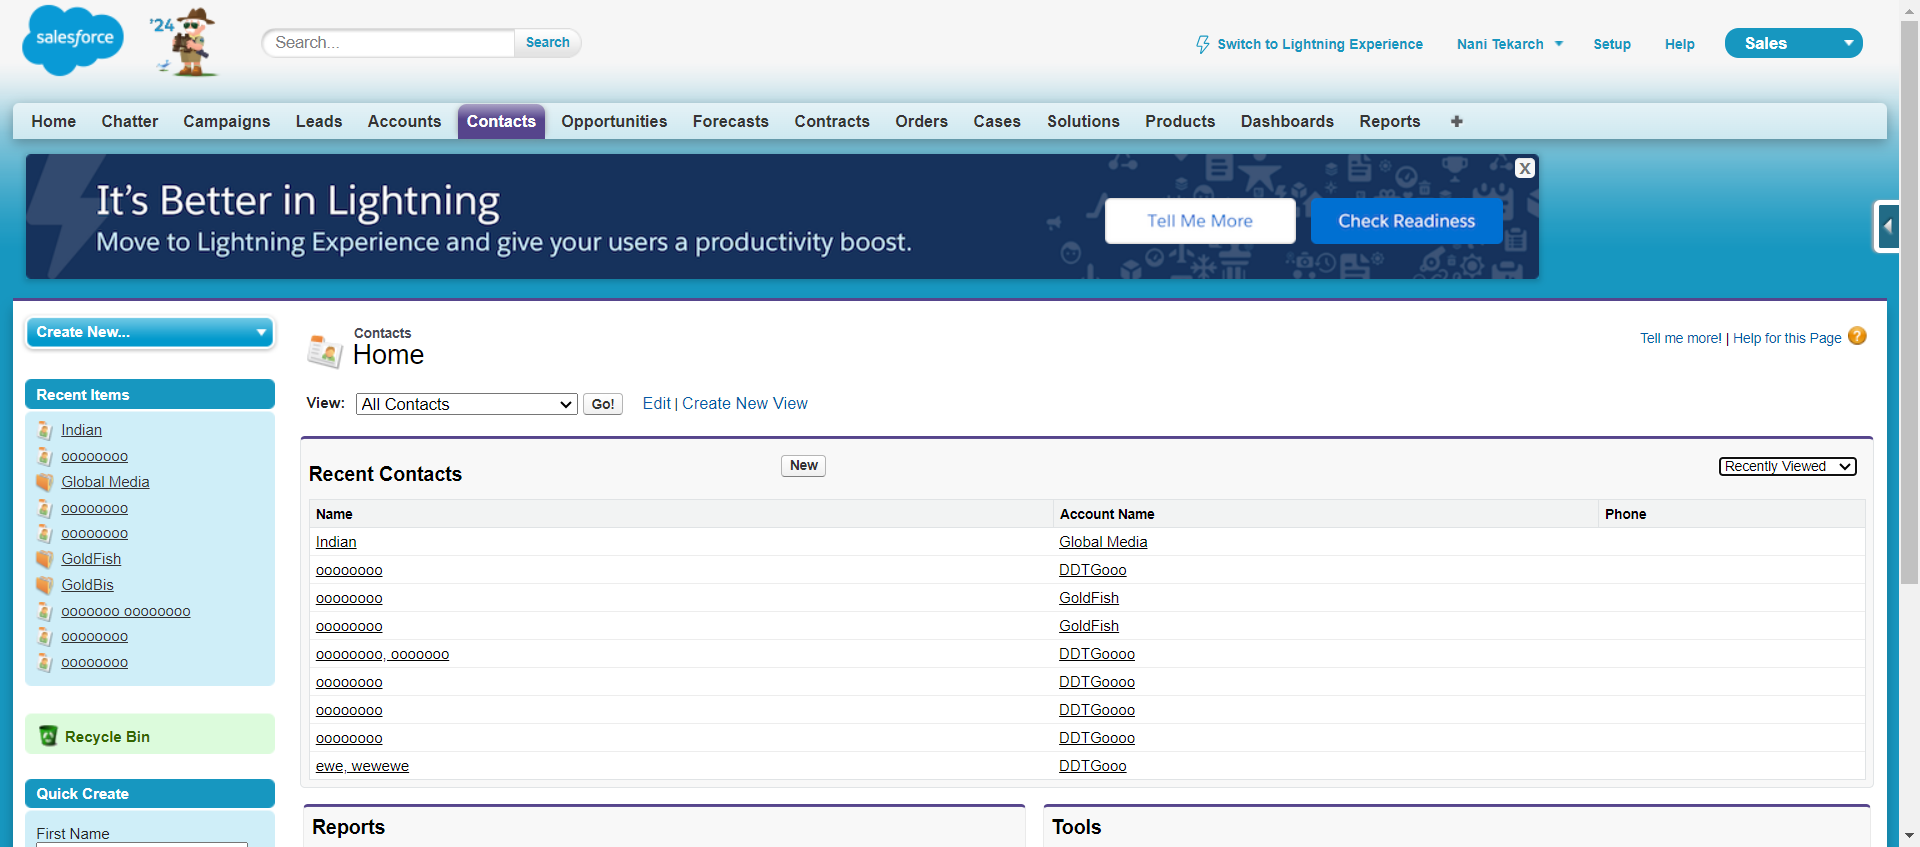 salesforce
'24
Search...
Search
Switch to Lightning Experience
Nani Tekarch
Setup
Help
Sales
Home Chatter Campaigns Leads Accounts Contacts Opportunities Forecasts Contracts Orders Cases Solutions Products Dashboards Reports +
It's Better in Lightning
Move to Lightning Experience and give your users a productivity boost.
Tell Me More
Check Readiness
X
Create New...
Contacts
Home
Tell me more! | Help for this Page ?
View: All Contacts Go! Edit | Create New View
Recent Items
Indian
oooooooo
Global Media
oooooooo
oooooooo
GoldFish
GoldBis
ooooooo oooooooo
oooooooo
oooooooo
Recycle Bin
Quick Create
First Name
Recent Contacts
New
Recently Viewed
Name Account Name Phone
Indian Global Media
oooooooo DDTGooo
oooooooo GoldFish
oooooooo GoldFish
oooooooo, ooooooo DDTGoooo
oooooooo DDTGoooo
oooooooo DDTGoooo
oooooooo DDTGoooo
ewe, wewewe DDTGooo
Reports
Tools